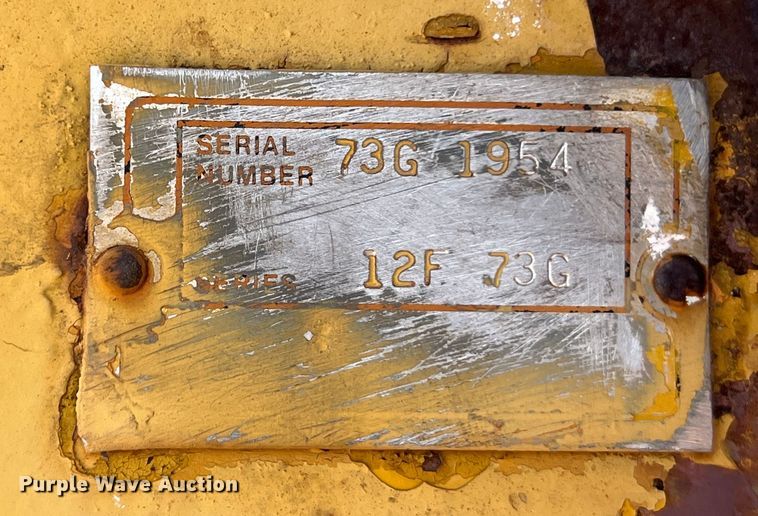 SERIAL NUMBER 73G 1954
SERIES 12F 73G
Purple Wave Auction